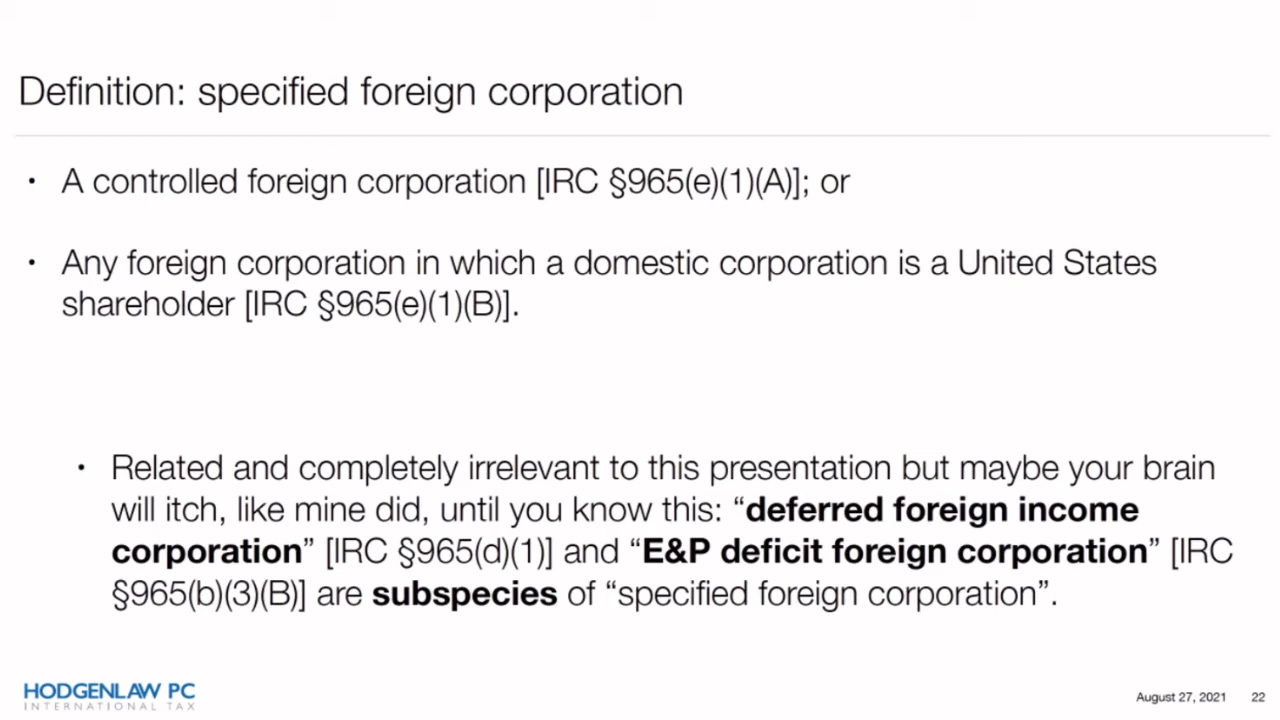 Definition: specified foreign corporation
• A controlled foreign corporation [IRC §965(e)(1)(A)]; or
• Any foreign corporation in which a domestic corporation is a United States
shareholder [IRC §965(e)(1)(B)].
• Related and completely irrelevant to this presentation but maybe your brain
will itch, like mine did, until you know this: “deferred foreign income
corporation” [IRC §965(d)(1)] and “E&P deficit foreign corporation” [IRC
§965(b)(3)(B)] are subspecies of “specified foreign corporation”.
HODGENLAW PC
INTERNATIONAL TAX
August 27, 2021 22